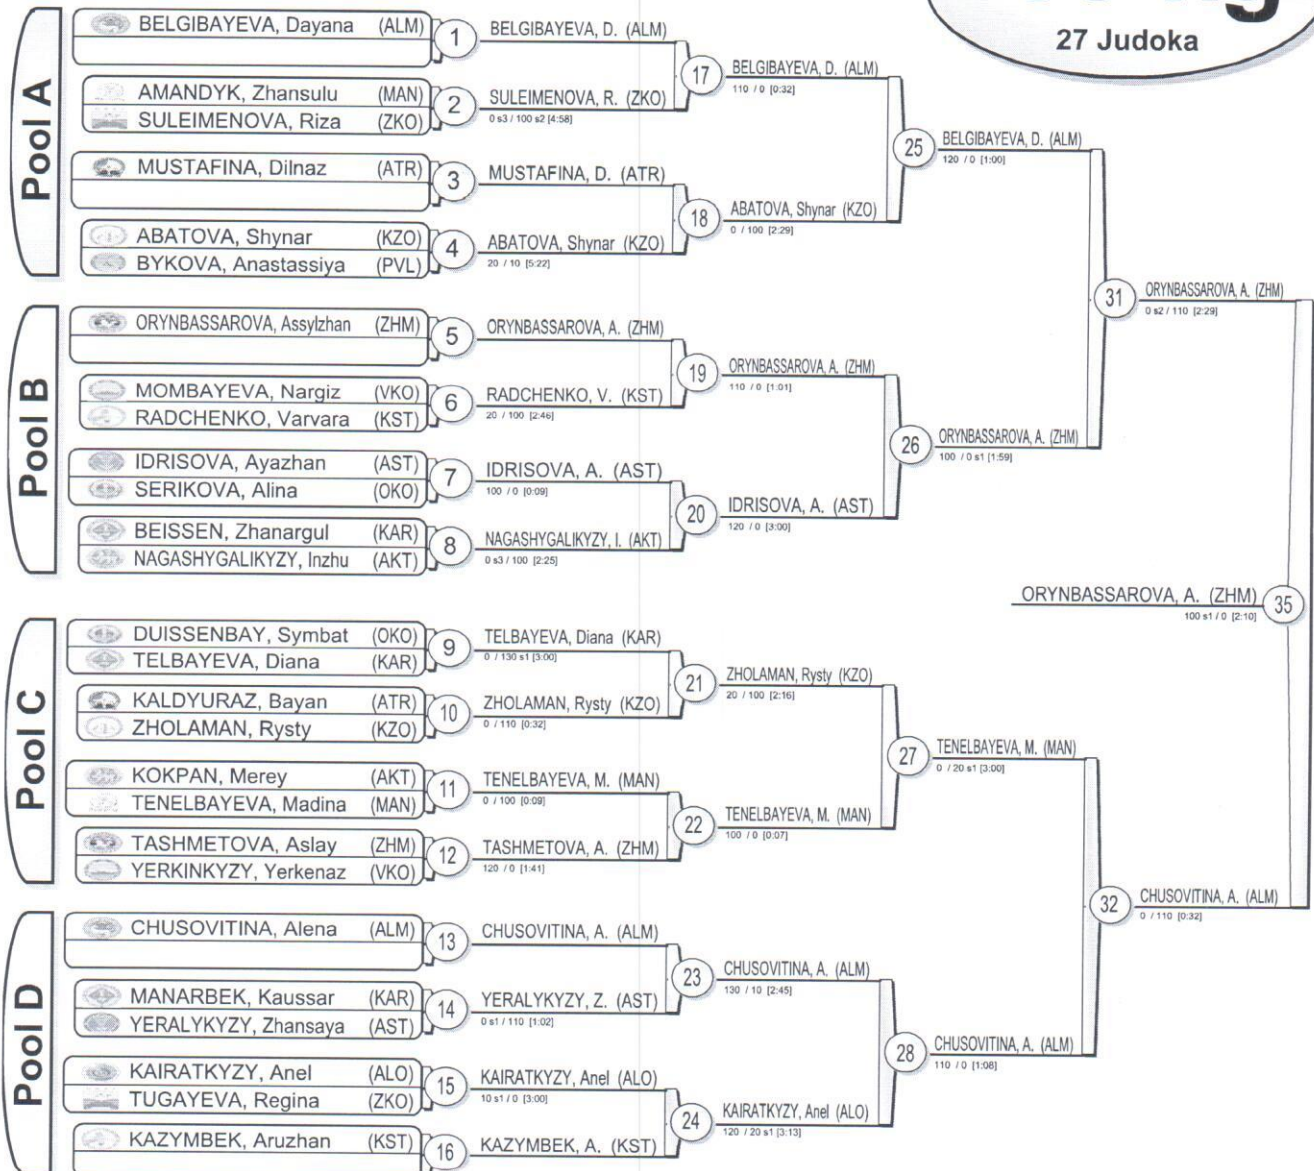 27 Judoka
Pool A
BELGIBAYEVA, Dayana (ALM)
1
AMANDYK, Zhansulu (MAN)
SULEIMENOVA, Riza (ZKO)
2
MUSTAFINA, Dilnaz (ATR)
3
ABATOVA, Shynar (KZO)
BYKOVA, Anastassiya (PVL)
4
BELGIBAYEVA, D. (ALM)
SULEIMENOVA, R. (ZKO)
0 s3 / 100 s2 [4:58]
17
MUSTAFINA, D. (ATR)
ABATOVA, Shynar (KZO)
20 / 10 [5:22]
18
BELGIBAYEVA, D. (ALM)
110 / 0 [0:32]
ABATOVA, Shynar (KZO)
0 / 100 [2:29]
25
BELGIBAYEVA, D. (ALM)
120 / 0 [1:00]
Pool B
ORYNBASSAROVA, Assylzhan (ZHM)
5
MOMBAYEVA, Nargiz (VKO)
RADCHENKO, Varvara (KST)
6
IDRISOVA, Ayazhan (AST)
SERIKOVA, Alina (OKO)
7
BEISSEN, Zhanargul (KAR)
NAGASHYGALIKYZY, Inzhu (AKT)
8
ORYNBASSAROVA, A. (ZHM)
RADCHENKO, V. (KST)
20 / 100 [2:46]
19
IDRISOVA, A. (AST)
100 / 0 [0:09]
NAGASHYGALIKYZY, I. (AKT)
0 s3 / 100 [2:25]
20
ORYNBASSAROVA, A. (ZHM)
110 / 0 [1:01]
IDRISOVA, A. (AST)
120 / 0 [3:00]
26
ORYNBASSAROVA, A. (ZHM)
100 / 0 s1 [1:59]
31
ORYNBASSAROVA, A. (ZHM)
0 s2 / 110 [2:29]
ORYNBASSAROVA, A. (ZHM)
100 s1 / 0 [2:10]
35
Pool C
DUISSENBAY, Symbat (OKO)
TELBAYEVA, Diana (KAR)
9
KALDYURAZ, Bayan (ATR)
ZHOLAMAN, Rysty (KZO)
10
KOKPAN, Merey (AKT)
TENELBAYEVA, Madina (MAN)
11
TASHMETOVA, Aslay (ZHM)
YERKINKYZY, Yerkenaz (VKO)
12
TELBAYEVA, Diana (KAR)
0 / 130 s1 [3:00]
ZHOLAMAN, Rysty (KZO)
0 / 110 [0:32]
21
TENELBAYEVA, M. (MAN)
0 / 100 [0:09]
TASHMETOVA, A. (ZHM)
120 / 0 [1:41]
22
ZHOLAMAN, Rysty (KZO)
20 / 100 [2:16]
TENELBAYEVA, M. (MAN)
100 / 0 [0:07]
27
TENELBAYEVA, M. (MAN)
0 / 20 s1 [3:00]
Pool D
CHUSOVITINA, Alena (ALM)
13
MANARBEK, Kaussar (KAR)
YERALYKYZY, Zhansaya (AST)
14
KAIRATKYZY, Anel (ALO)
TUGAYEVA, Regina (ZKO)
15
KAZYMBEK, Aruzhan (KST)
16
CHUSOVITINA, A. (ALM)
YERALYKYZY, Z. (AST)
0 s1 / 110 [1:02]
23
KAIRATKYZY, Anel (ALO)
10 s1 / 0 [3:00]
KAZYMBEK, A. (KST)
24
CHUSOVITINA, A. (ALM)
130 / 10 [2:45]
KAIRATKYZY, Anel (ALO)
120 / 20 s1 [3:13]
28
CHUSOVITINA, A. (ALM)
110 / 0 [1:08]
32
CHUSOVITINA, A. (ALM)
0 / 110 [0:32]